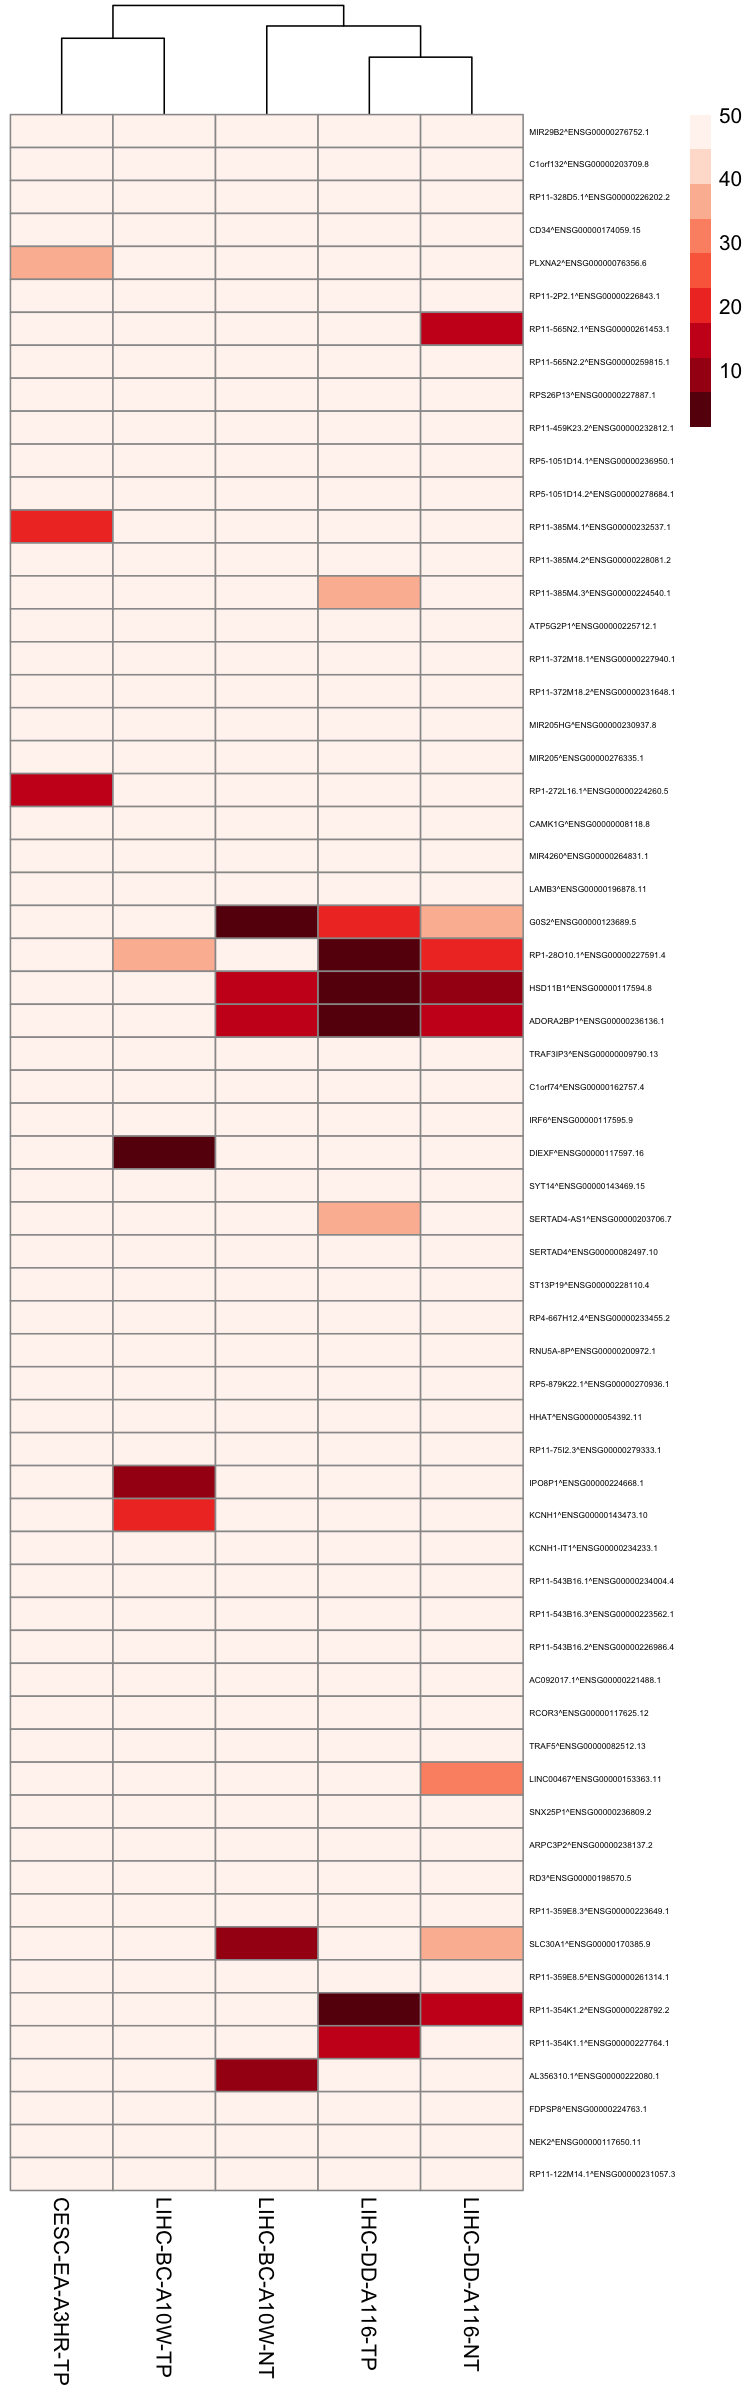 50
40
30
20
10
MIR29B2^ENSG00000276752.1
C1orf132^ENSG00000203709.8
RP11-328D5.1^ENSG00000226202.2
CD34^ENSG00000174059.15
PLXNA2^ENSG00000076356.6
RP11-2P2.1^ENSG00000226843.1
RP11-565N2.1^ENSG00000261453.1
RP11-565N2.2^ENSG00000259815.1
RPS26P13^ENSG00000227887.1
RP11-459K23.2^ENSG00000232812.1
RP5-1051D14.1^ENSG00000236950.1
RP5-1051D14.2^ENSG00000278684.1
RP11-385M4.1^ENSG00000232537.1
RP11-385M4.2^ENSG00000228081.2
RP11-385M4.3^ENSG00000224540.1
ATP5G2P1^ENSG00000225712.1
RP11-372M18.1^ENSG00000227940.1
RP11-372M18.2^ENSG00000231648.1
MIR205HG^ENSG00000230937.8
MIR205^ENSG00000276335.1
RP1-272L16.1^ENSG00000224260.5
CAMK1G^ENSG00000008118.8
MIR4260^ENSG00000264831.1
LAMB3^ENSG00000196878.11
G0S2^ENSG00000123689.5
RP1-28O10.1^ENSG00000227591.4
HSD11B1^ENSG00000117594.8
ADORA2BP1^ENSG00000236136.1
TRAF3IP3^ENSG00000009790.13
C1orf74^ENSG00000162757.4
IRF6^ENSG00000117595.9
DIEXF^ENSG00000117597.16
SYT14^ENSG00000143469.15
SERTAD4-AS1^ENSG00000203706.7
SERTAD4^ENSG00000082497.10
ST13P19^ENSG00000228110.4
RP4-667H12.4^ENSG00000233455.2
RNU5A-8P^ENSG00000200972.1
RP5-879K22.1^ENSG00000270936.1
HHAT^ENSG00000054392.11
RP11-75I2.3^ENSG00000279333.1
IPO8P1^ENSG00000224668.1
KCNH1^ENSG00000143473.10
KCNH1-IT1^ENSG00000234233.1
RP11-543B16.1^ENSG00000234004.4
RP11-543B16.3^ENSG00000223562.1
RP11-543B16.2^ENSG00000226986.4
AC092017.1^ENSG00000221488.1
RCOR3^ENSG00000117625.12
TRAF5^ENSG00000082512.13
LINC00467^ENSG00000153363.11
SNX25P1^ENSG00000236809.2
ARPC3P2^ENSG00000238137.2
RD3^ENSG00000198570.5
RP11-359E8.3^ENSG00000223649.1
SLC30A1^ENSG00000170385.9
RP11-359E8.5^ENSG00000261314.1
RP11-354K1.2^ENSG00000228792.2
RP11-354K1.1^ENSG00000227764.1
AL356310.1^ENSG00000222080.1
FDPSP8^ENSG00000224763.1
NEK2^ENSG00000117650.11
RP11-122M14.1^ENSG00000231057.3
CESC-EA-A3HR-TP
LIHC-BC-A10W-TP
LIHC-BC-A10W-NT
LIHC-DD-A116-TP
LIHC-DD-A116-NT